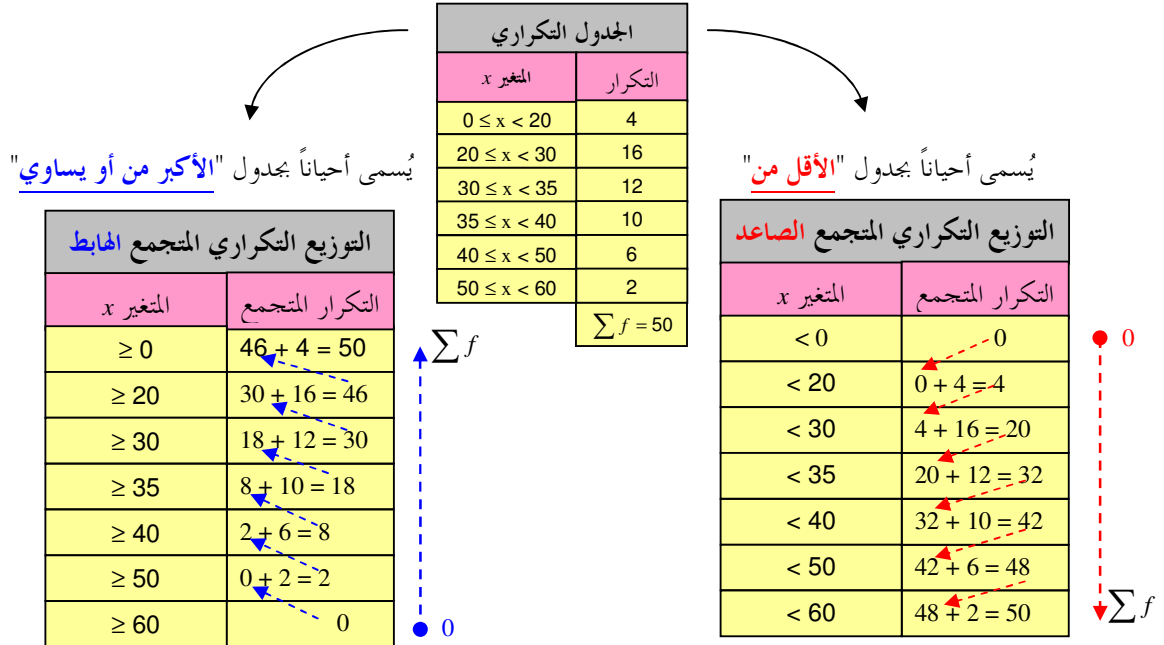 الجدول التكراري
المتغير x التكرار
0 ≤ x < 20 4
20 ≤ x < 30 16
30 ≤ x < 35 12
35 ≤ x < 40 10
40 ≤ x < 50 6
50 ≤ x < 60 2
∑ f = 50
يُسمى أحياناً بجدول "الأقل من"
التوزيع التكراري المتجمع الصاعد
المتغير x التكرار المتجمع
< 0 0
< 20 0 + 4 = 4
< 30 4 + 16 = 20
< 35 20 + 12 = 32
< 40 32 + 10 = 42
< 50 42 + 6 = 48
< 60 48 + 2 = 50
0
∑ f
يُسمى أحياناً بجدول "الأكبر من أو يساوي"
التوزيع التكراري المتجمع الهابط
المتغير x التكرار المتجمع
≥ 0 46 + 4 = 50
≥ 20 30 + 16 = 46
≥ 30 18 + 12 = 30
≥ 35 8 + 10 = 18
≥ 40 2 + 6 = 8
≥ 50 0 + 2 = 2
≥ 60 0
∑ f
0